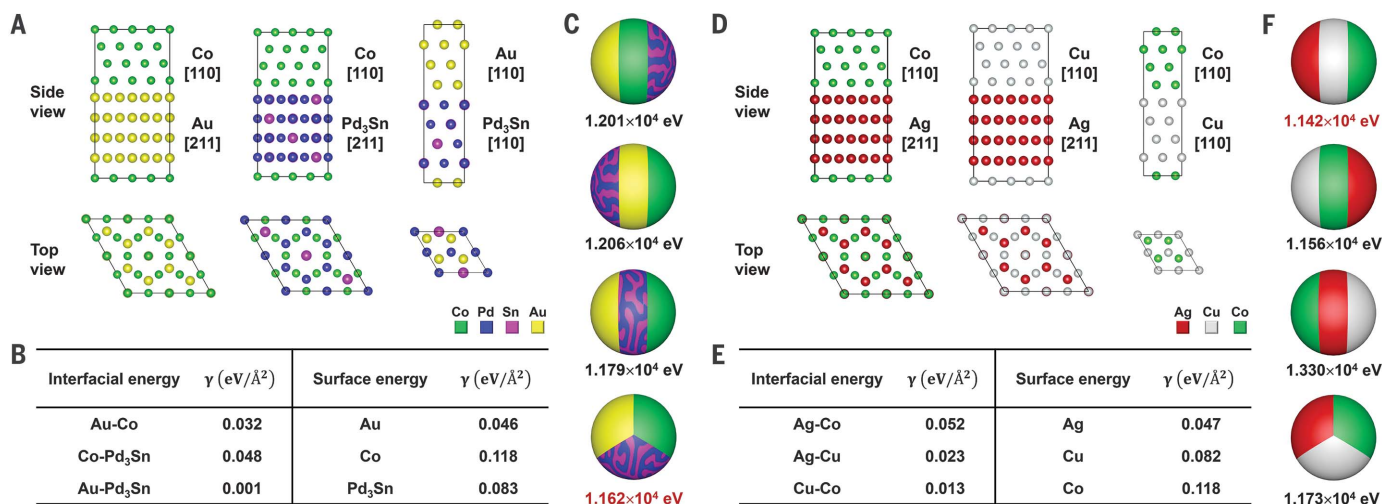 A
Side view
Co [110]
Au [211]
Co [110]
Pd₃Sn [211]
Au [110]
Pd₃Sn [110]
Top view
Co Pd Sn Au
B
Interfacial energy γ (eV/Å²) Surface energy γ (eV/Å²)
Au-Co 0.032 Au 0.046
Co-Pd₃Sn 0.048 Co 0.118
Au-Pd₃Sn 0.001 Pd₃Sn 0.083
C
1.201×10⁴ eV
1.206×10⁴ eV
1.179×10⁴ eV
1.162×10⁴ eV
D
Side view
Co [110]
Ag [211]
Cu [110]
Ag [211]
Co [110]
Cu [110]
Top view
Ag Cu Co
E
Interfacial energy γ (eV/Å²) Surface energy γ (eV/Å²)
Ag-Co 0.052 Ag 0.047
Ag-Cu 0.023 Cu 0.082
Cu-Co 0.013 Co 0.118
F
1.142×10⁴ eV
1.156×10⁴ eV
1.330×10⁴ eV
1.173×10⁴ eV